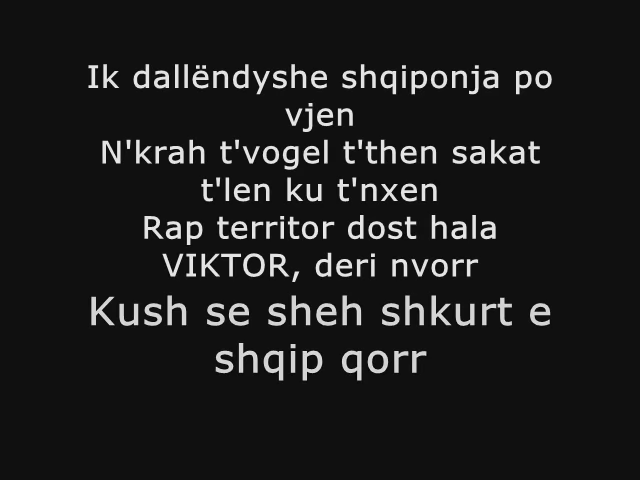 Ik dallëndyshe shqiponja po
vjen
N'krah t'vogel t'then sakat
t'len ku t'nxen
Rap territor dost hala
VIKTOR, deri nvorr
Kush se sheh shkurt e
shqip qorr